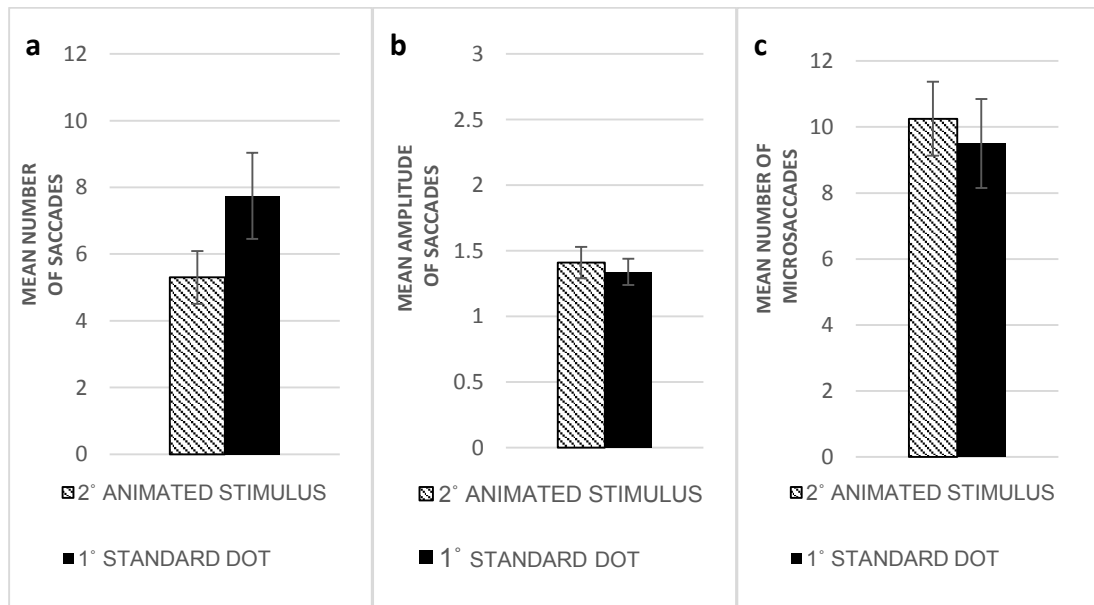 a
12
10
8
6
4
2
0
MEAN NUMBER
OF SACCADES
2° ANIMATED STIMULUS
1° STANDARD DOT
b
3
2.5
2
1.5
1
0.5
0
MEAN AMPLITUDE
OF SACCADES
2° ANIMATED STIMULUS
1° STANDARD DOT
c
12
10
8
6
4
2
0
MEAN NUMBER OF
MICROSACCADES
2° ANIMATED STIMULUS
1° STANDARD DOT